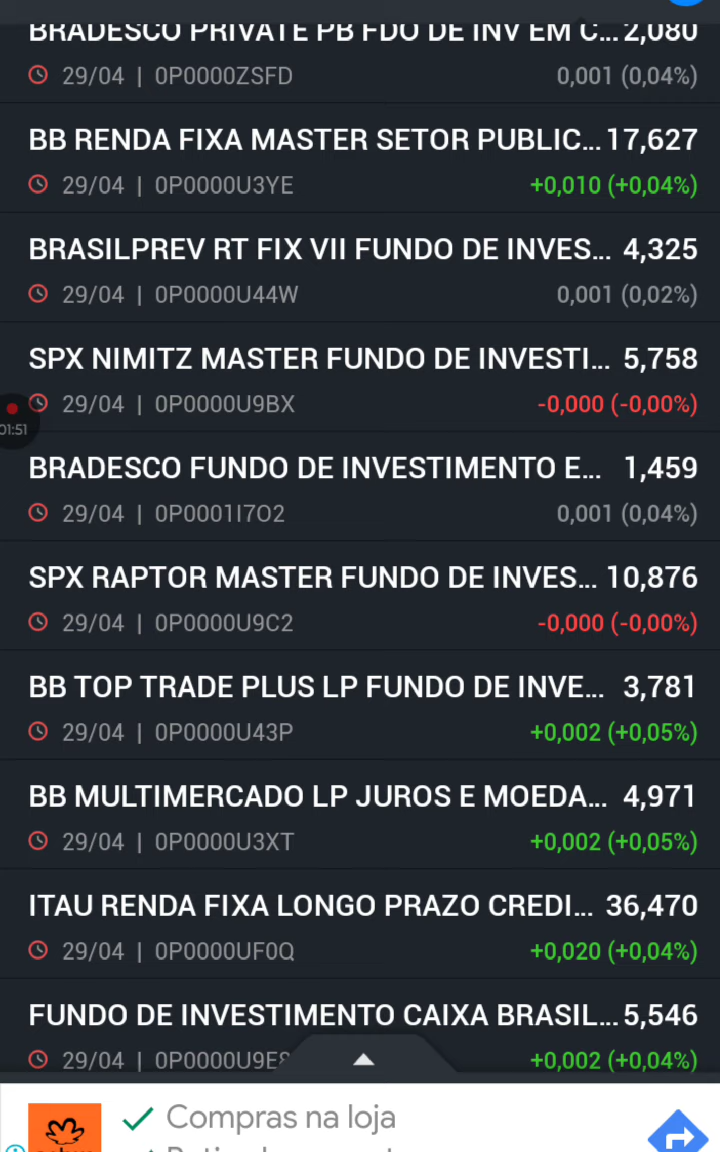 BRADESCO PRIVATE PB FDO DE INV EM C... 2,080
29/04 | 0P0000ZSFD 0,001 (0,04%)
BB RENDA FIXA MASTER SETOR PUBLIC... 17,627
29/04 | 0P0000U3YE +0,010 (+0,04%)
BRASILPREV RT FIX VII FUNDO DE INVES... 4,325
29/04 | 0P0000U44W 0,001 (0,02%)
SPX NIMITZ MASTER FUNDO DE INVESTI... 5,758
29/04 | 0P0000U9BX -0,000 (-0,00%)
01:51
BRADESCO FUNDO DE INVESTIMENTO E... 1,459
29/04 | 0P0001I7O2 0,001 (0,04%)
SPX RAPTOR MASTER FUNDO DE INVES... 10,876
29/04 | 0P0000U9C2 -0,000 (-0,00%)
BB TOP TRADE PLUS LP FUNDO DE INVE... 3,781
29/04 | 0P0000U43P +0,002 (+0,05%)
BB MULTIMERCADO LP JUROS E MOEDA... 4,971
29/04 | 0P0000U3XT +0,002 (+0,05%)
ITAU RENDA FIXA LONGO PRAZO CREDI... 36,470
29/04 | 0P0000UF0Q +0,020 (+0,04%)
FUNDO DE INVESTIMENTO CAIXA BRASIL... 5,546
29/04 | 0P0000U9E +0,002 (+0,04%)
Compras na loja